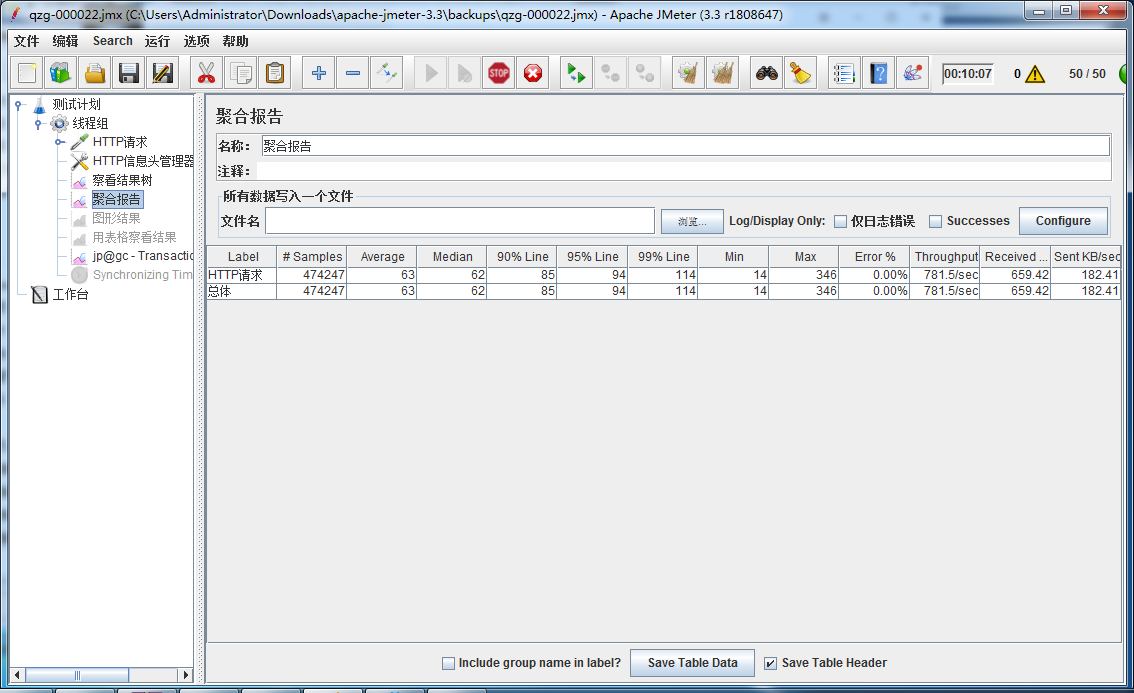 qzg-000022.jmx (C:\Users\Administrator\Downloads\apache-jmeter-3.3\backups\qzg-000022.jmx) - Apache JMeter (3.3 r1808647)
文件 编辑 Search 运行 选项 帮助
STOP 00:10:07 0 50 / 50
测试计划
线程组
HTTP请求
HTTP信息头管理器
察看结果树
聚合报告
图形结果
用表格察看结果
jp@gc - Transactio
Synchronizing Tim
工作台
聚合报告
名称: 聚合报告
注释:
所有数据写入一个文件
文件名 浏览... Log/Display Only: 仅日志错误 Successes Configure
Label # Samples Average Median 90% Line 95% Line 99% Line Min Max Error % Throughput Received ... Sent KB/sec
HTTP请求 474247 63 62 85 94 114 14 346 0.00% 781.5/sec 659.42 182.41
总体 474247 63 62 85 94 114 14 346 0.00% 781.5/sec 659.42 182.41
Include group name in label? Save Table Data Save Table Header